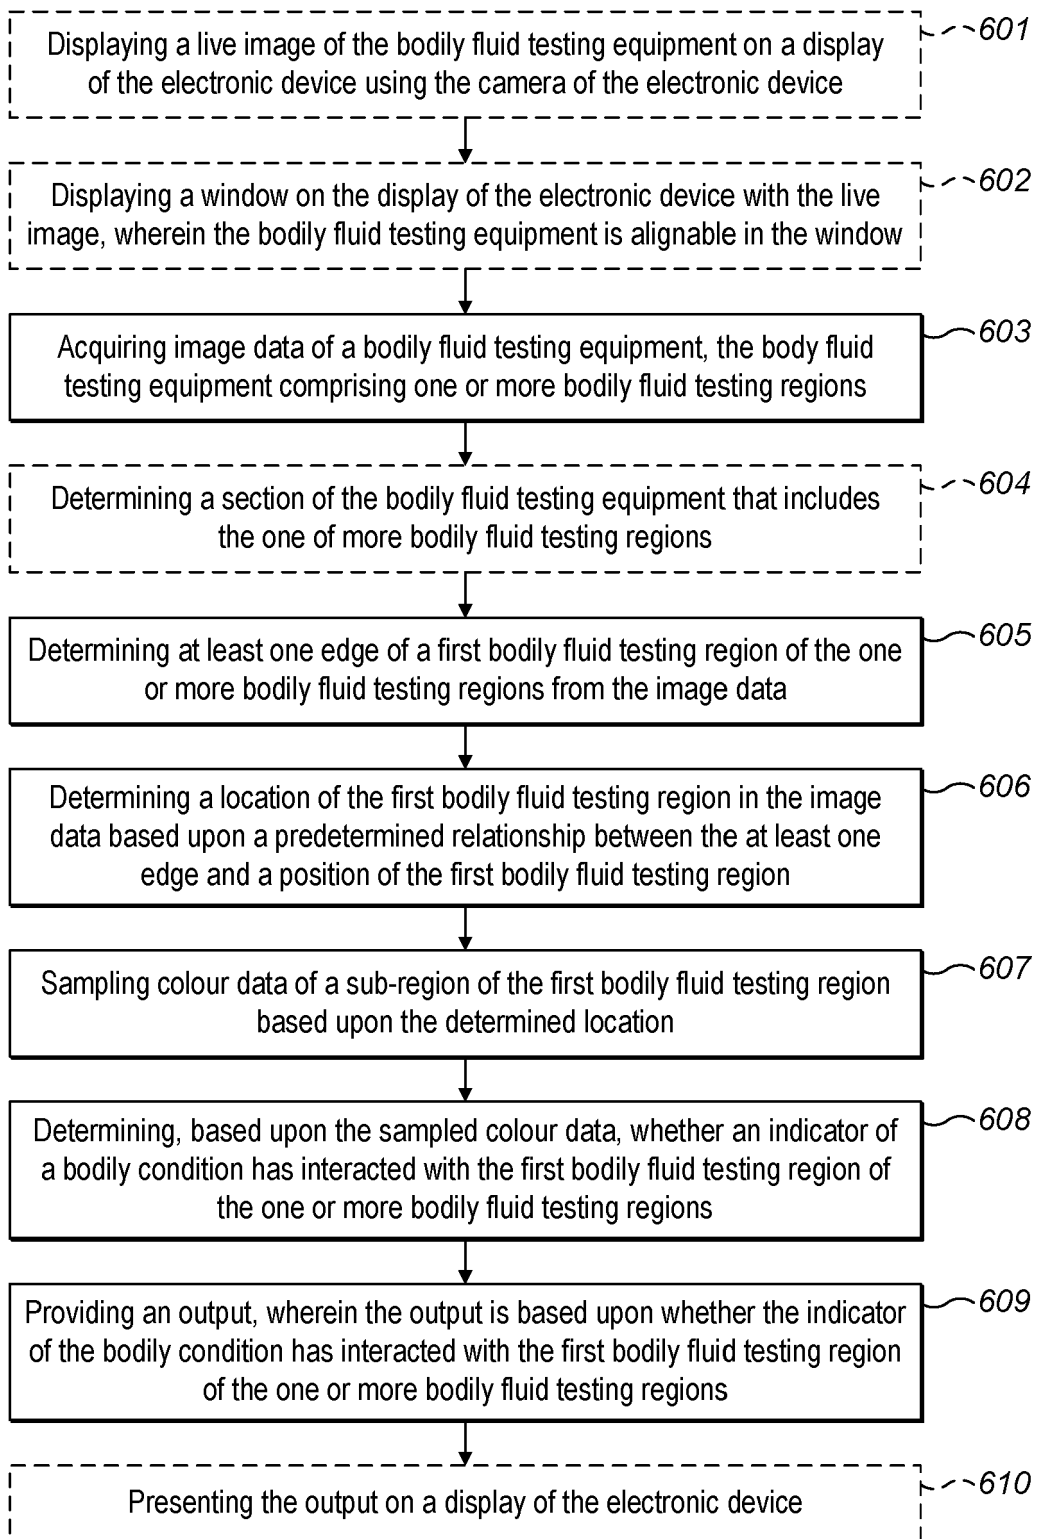 Displaying a live image of the bodily fluid testing equipment on a display
of the electronic device using the camera of the electronic device
601
Displaying a window on the display of the electronic device with the live
image, wherein the bodily fluid testing equipment is alignable in the window
602
Acquiring image data of a bodily fluid testing equipment, the body fluid
testing equipment comprising one or more bodily fluid testing regions
603
Determining a section of the bodily fluid testing equipment that includes
the one of more bodily fluid testing regions
604
Determining at least one edge of a first bodily fluid testing region of the one
or more bodily fluid testing regions from the image data
605
Determining a location of the first bodily fluid testing region in the image
data based upon a predetermined relationship between the at least one
edge and a position of the first bodily fluid testing region
606
Sampling colour data of a sub-region of the first bodily fluid testing region
based upon the determined location
607
Determining, based upon the sampled colour data, whether an indicator of
a bodily condition has interacted with the first bodily fluid testing region of
the one or more bodily fluid testing regions
608
Providing an output, wherein the output is based upon whether the indicator
of the bodily condition has interacted with the first bodily fluid testing region
of the one or more bodily fluid testing regions
609
Presenting the output on a display of the electronic device
610